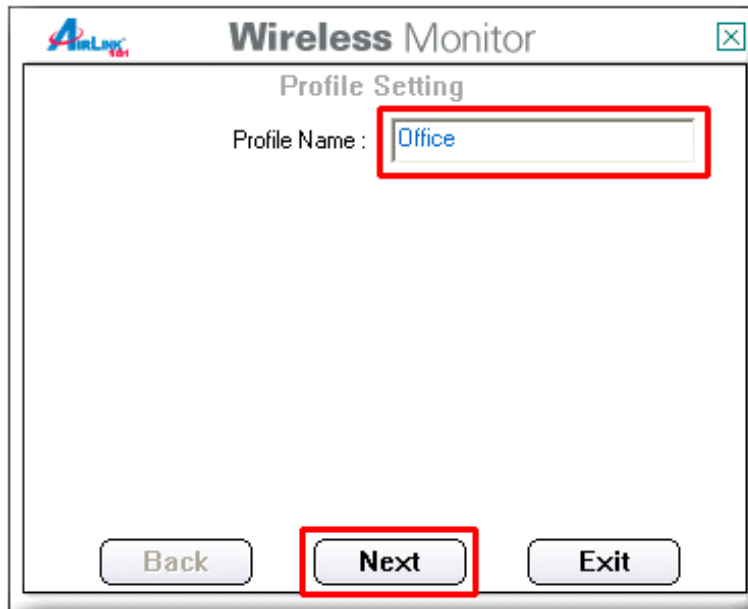 AIRLINK 101
Wireless Monitor
Profile Setting
Profile Name : Office
Back Next Exit